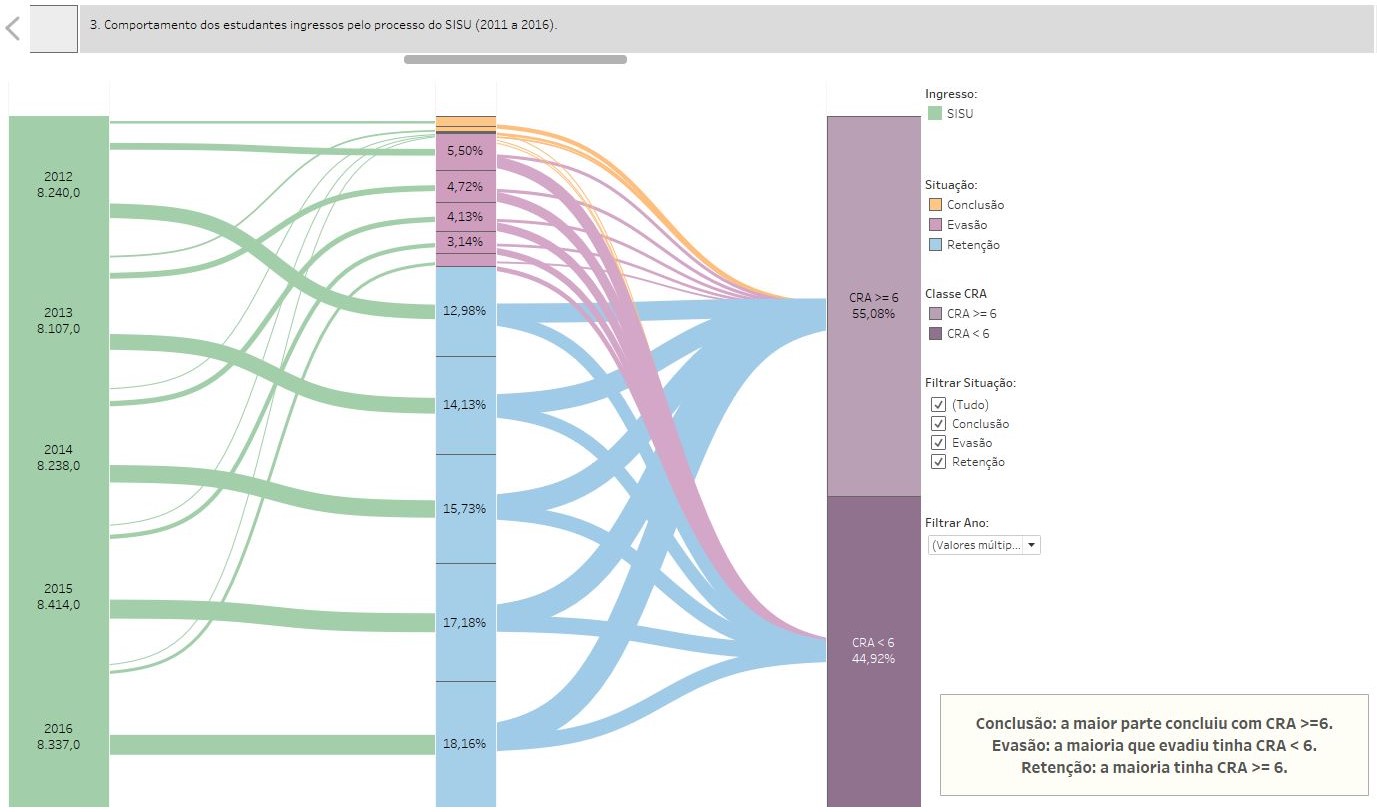 3. Comportamento dos estudantes ingressos pelo processo do SISU (2011 a 2016).
2012
8.240,0
2013
8.107,0
2014
8.238,0
2015
8.414,0
2016
8.337,0
5,50%
4,72%
4,13%
3,14%
12,98%
14,13%
15,73%
17,18%
18,16%
CRA >= 6
55,08%
CRA < 6
44,92%
Ingresso:
SISU
Situação:
Conclusão
Evasão
Retenção
Classe CRA
CRA >= 6
CRA < 6
Filtrar Situação:
(Tudo)
Conclusão
Evasão
Retenção
Filtrar Ano:
(Valores múltip...
Conclusão: a maior parte concluiu com CRA >=6.
Evasão: a maioria que evadiu tinha CRA < 6.
Retenção: a maioria tinha CRA >= 6.